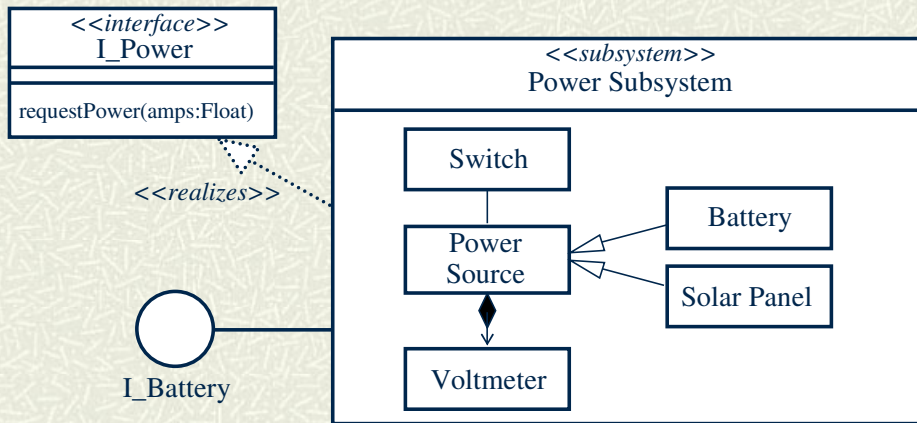 <<interface>>
I_Power
requestPower(amps:Float)
<<realizes>>
I_Battery
<<subsystem>>
Power Subsystem
Switch
Power
Source
Voltmeter
Battery
Solar Panel